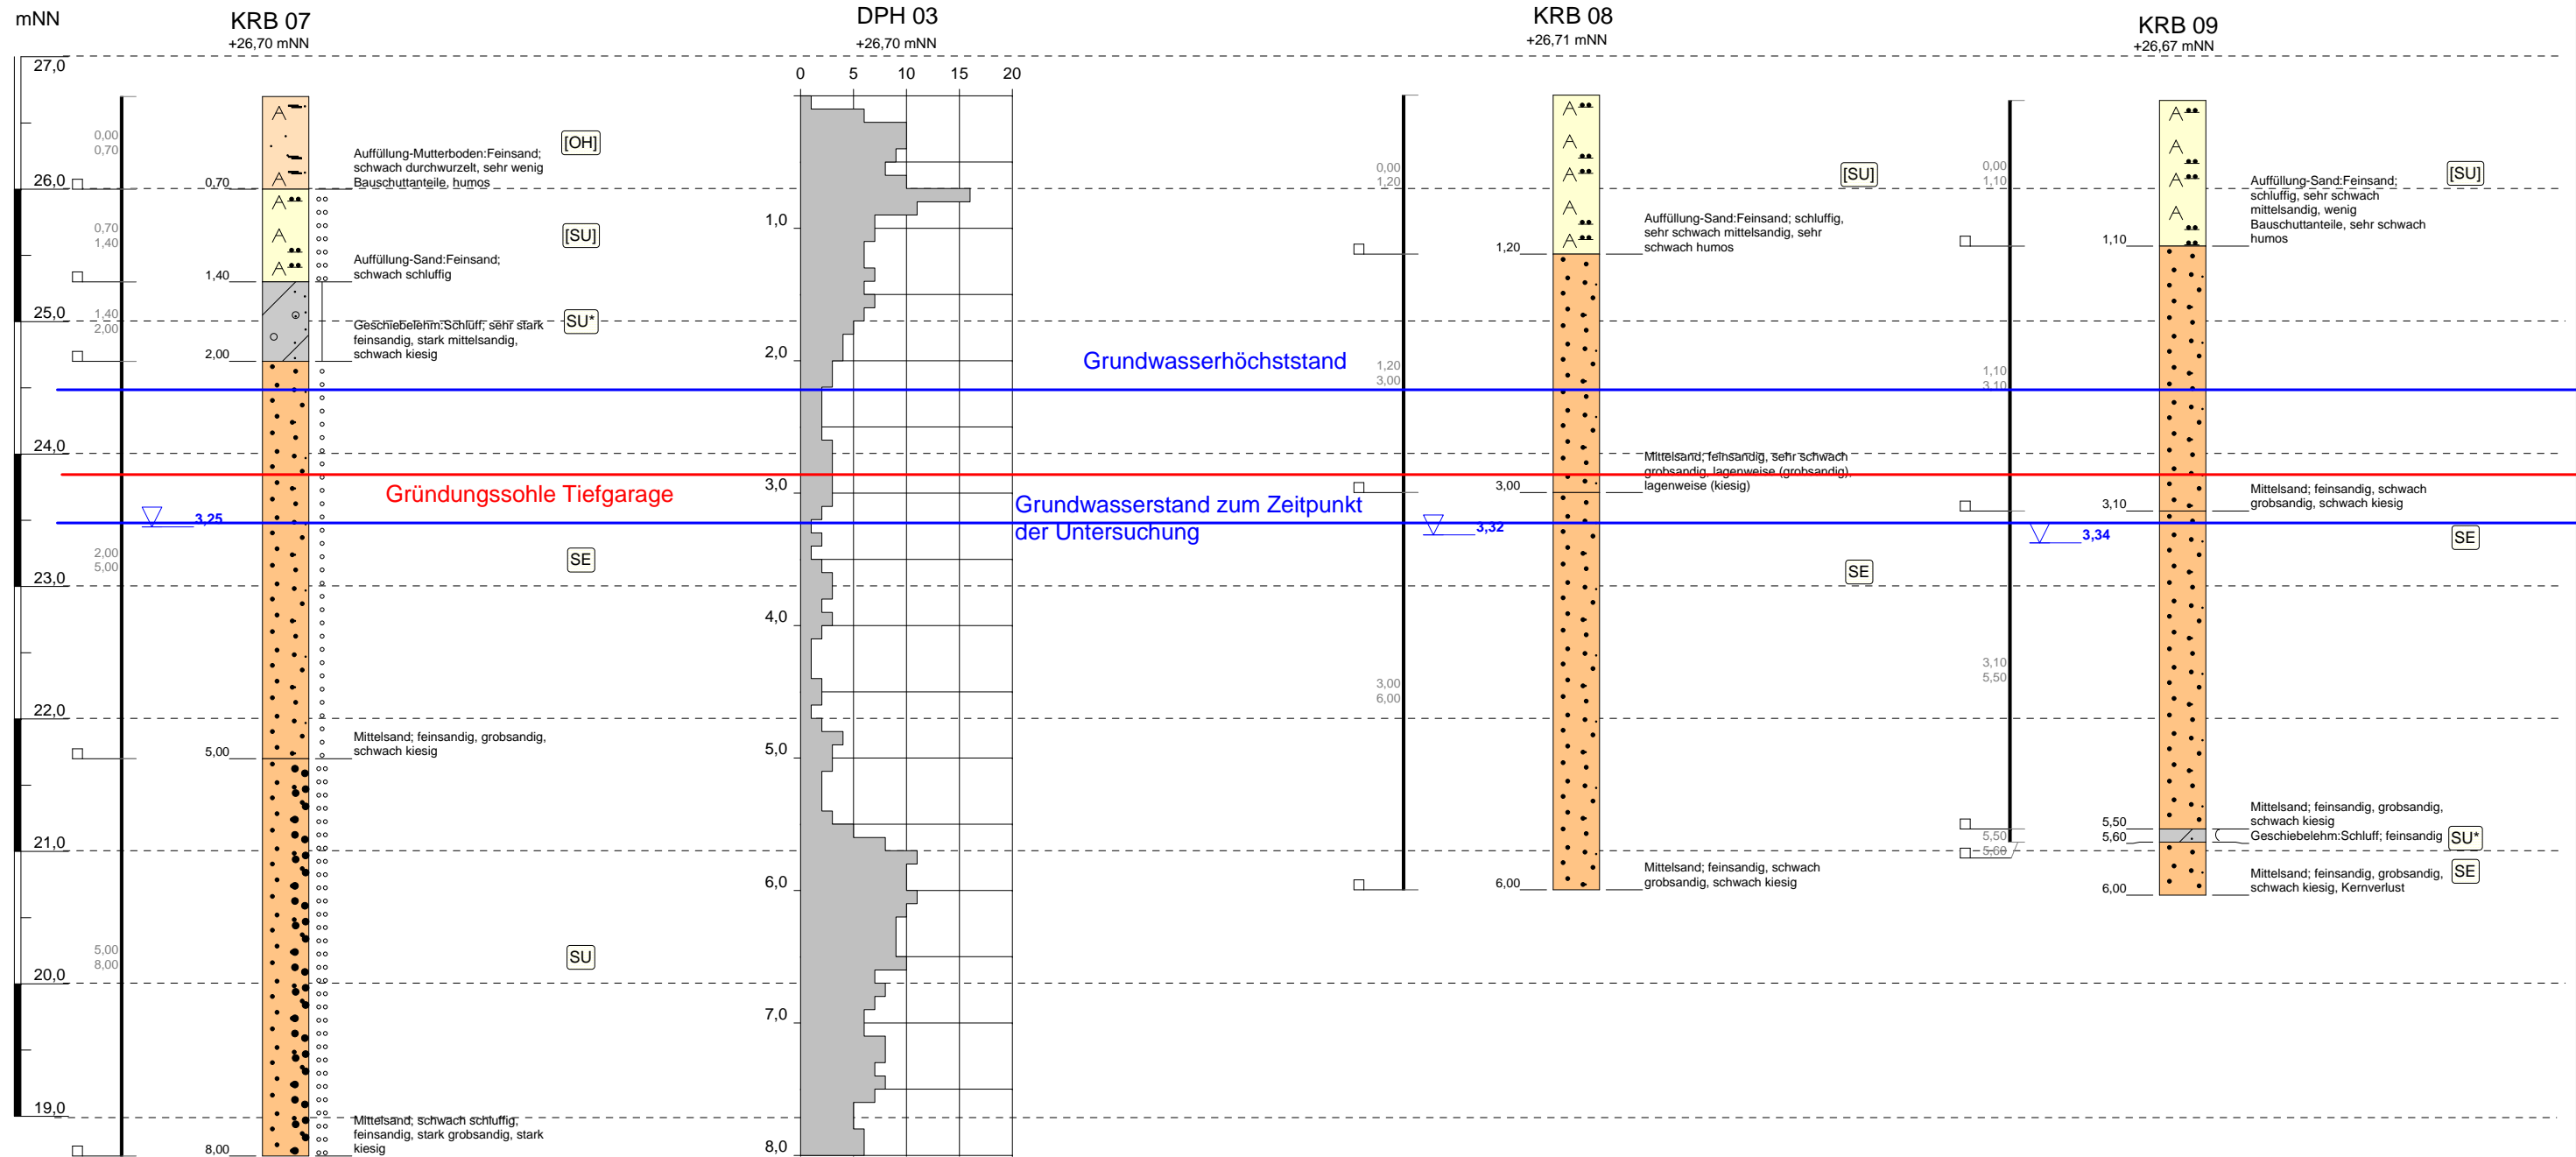 mNN
KRB 07
+26,70 mNN
DPH 03
+26,70 mNN
KRB 08
+26,71 mNN
KRB 09
+26,67 mNN
27,0
26,0
25,0
24,0
23,0
22,0
21,0
20,0
19,0
0,00
0,70
0,70
1,40
1,40
2,00
2,00
5,00
5,00
8,00
3,25
0,70
1,40
2,00
5,00
8,00
A
A
A
A
A
Auffüllung-Mutterboden:Feinsand;
schwach durchwurzelt, sehr wenig
Bauschuttanteile, humos
[OH]
Auffüllung-Sand:Feinsand;
schwach schluffig
[SU]
Geschiebelehm:Schluff; sehr stark
feinsandig, stark mittelsandig,
schwach kiesig
SU*
Mittelsand; feinsandig, grobsandig,
schwach kiesig
SE
Mittelsand; schwach schluffig,
feinsandig, stark grobsandig, stark
kiesig
SU
Gründungssohle Tiefgarage
0 5 10 15 20
1,0
2,0
3,0
4,0
5,0
6,0
7,0
8,0
Grundwasserhöchststand
Grundwasserstand zum Zeitpunkt
der Untersuchung
0,00
1,20
1,20
3,00
3,00
6,00
3,32
1,20
3,00
6,00
A
A
A
A
A
Auffüllung-Sand:Feinsand; schluffig,
sehr schwach mittelsandig, sehr
schwach humos
[SU]
Mittelsand; feinsandig, sehr schwach
grobsandig, lagenweise (grobsandig),
lagenweise (kiesig)
SE
Mittelsand; feinsandig, schwach
grobsandig, schwach kiesig
0,00
1,10
1,10
3,10
3,10
5,50
5,50
5,60
3,34
1,10
3,10
5,50
5,60
6,00
A
A
A
A
Auffüllung-Sand:Feinsand;
schluffig, sehr schwach
mittelsandig, wenig
Bauschuttanteile, sehr schwach
humos
[SU]
Mittelsand; feinsandig, schwach
grobsandig, schwach kiesig
SE
Mittelsand; feinsandig, grobsandig,
schwach kiesig
Geschiebelehm:Schluff; feinsandig
SU*
Mittelsand; feinsandig, grobsandig,
schwach kiesig, Kernverlust
SE